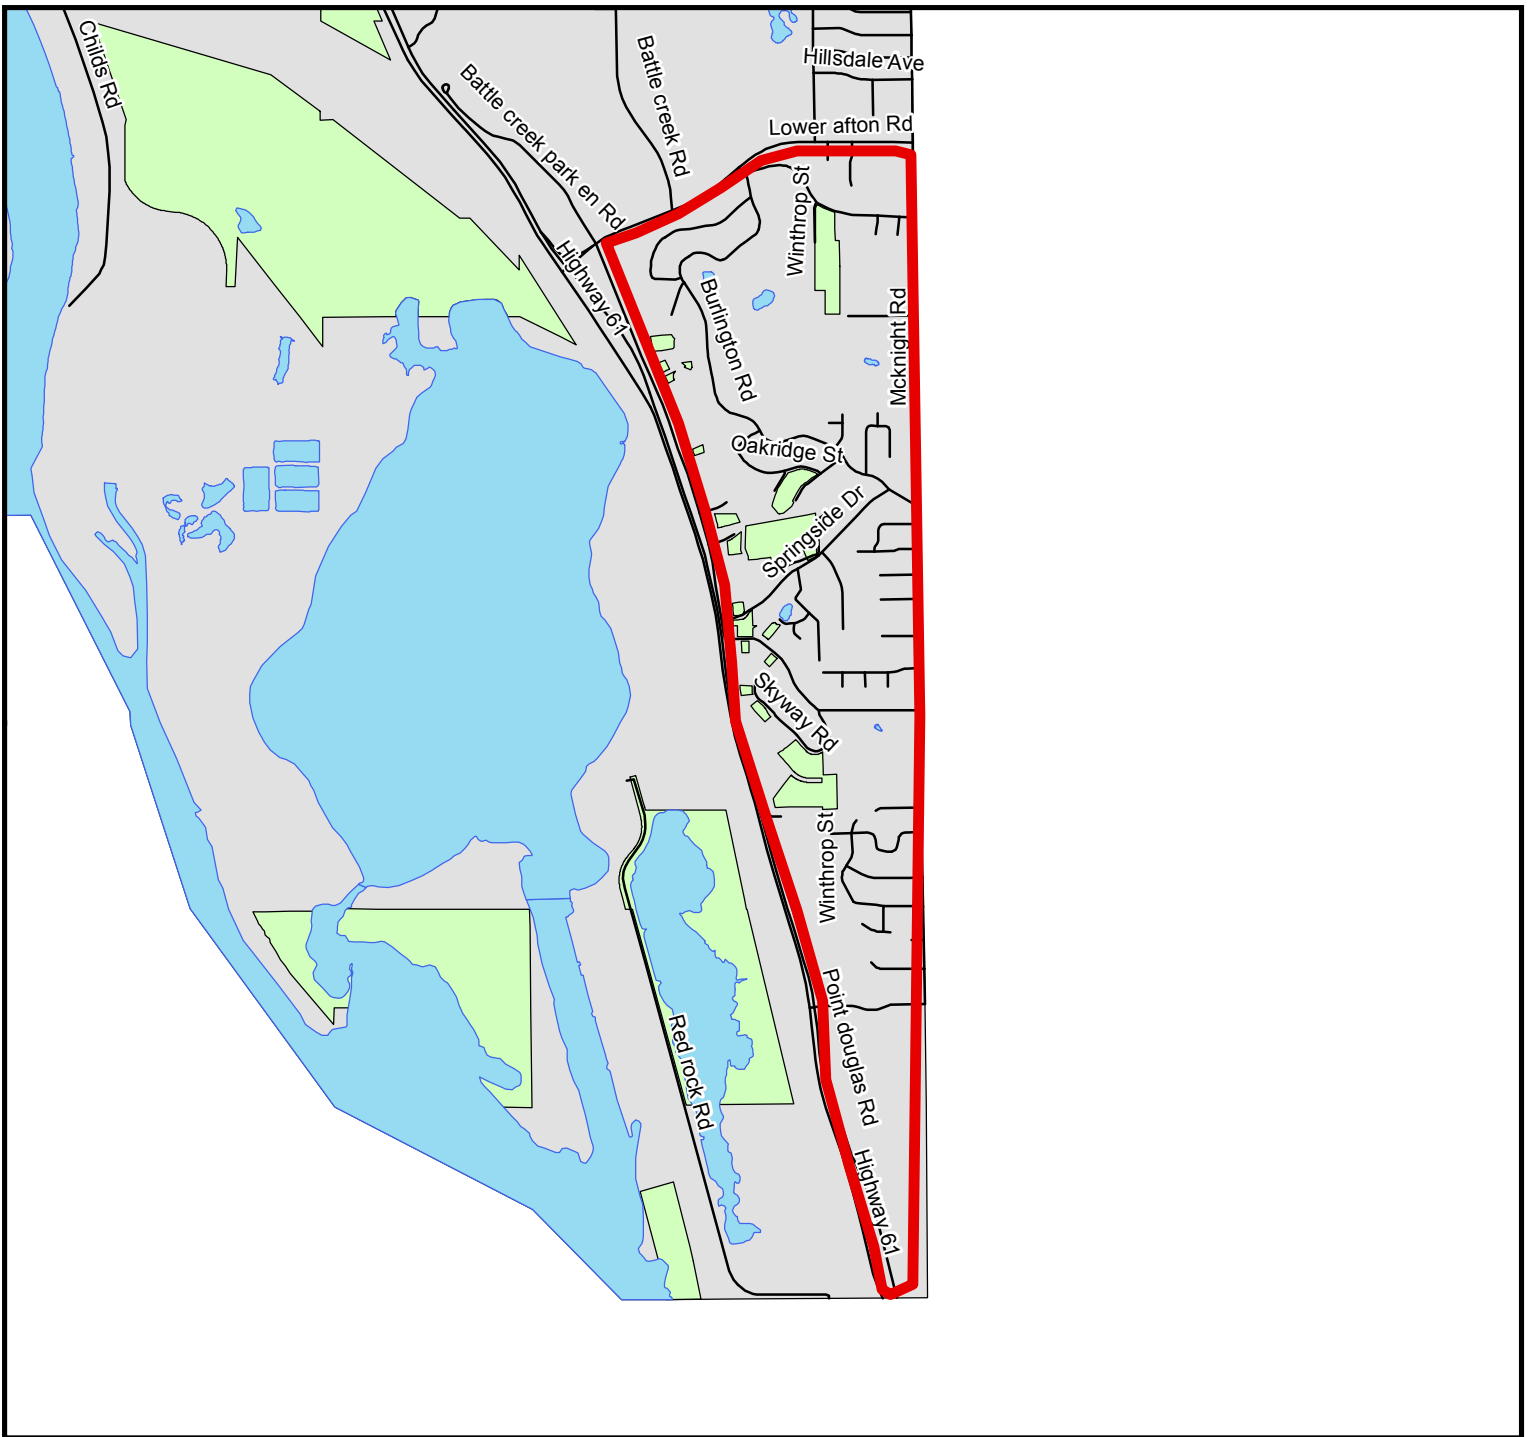 Childs Rd
Battle creek park en Rd
Battle creek Rd
Hillsdale Ave
Lower afton Rd
Winthrop St
Highway 61
Burlington Rd
Mcknight Rd
Oakridge St
Springside Dr
Skyway Rd
Winthrop St
Point douglas Rd
Red rock Rd
Highway 61